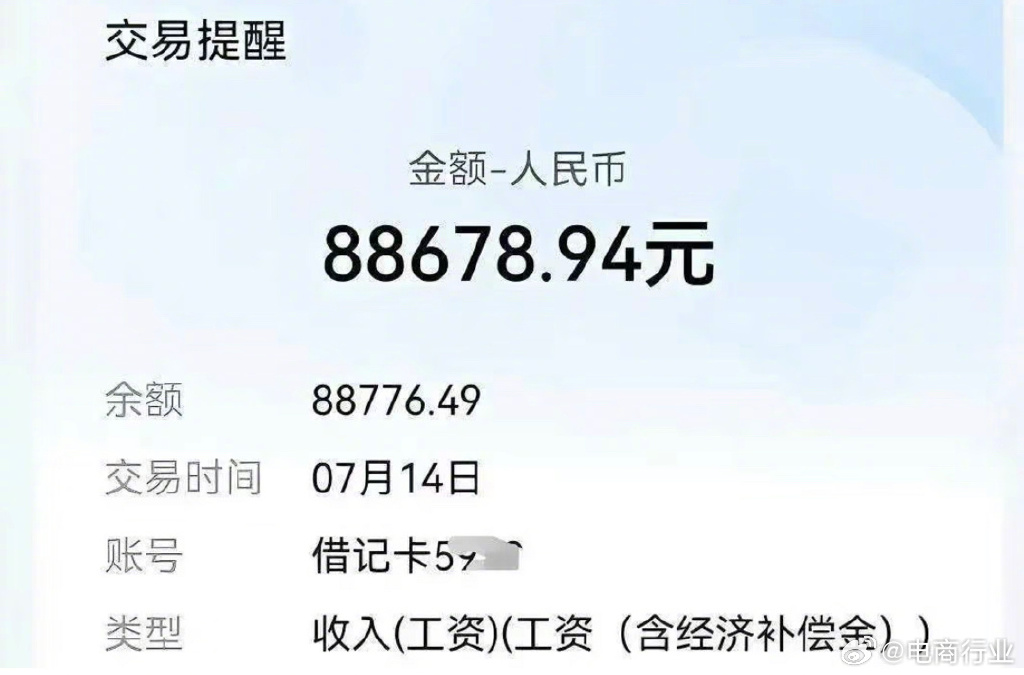 交易提醒
金额-人民币
88678.94元
余额 88776.49
交易时间 07月14日
账号 借记卡59
类型 收入(工资)(工资（含经济补偿金）)
@电商行业